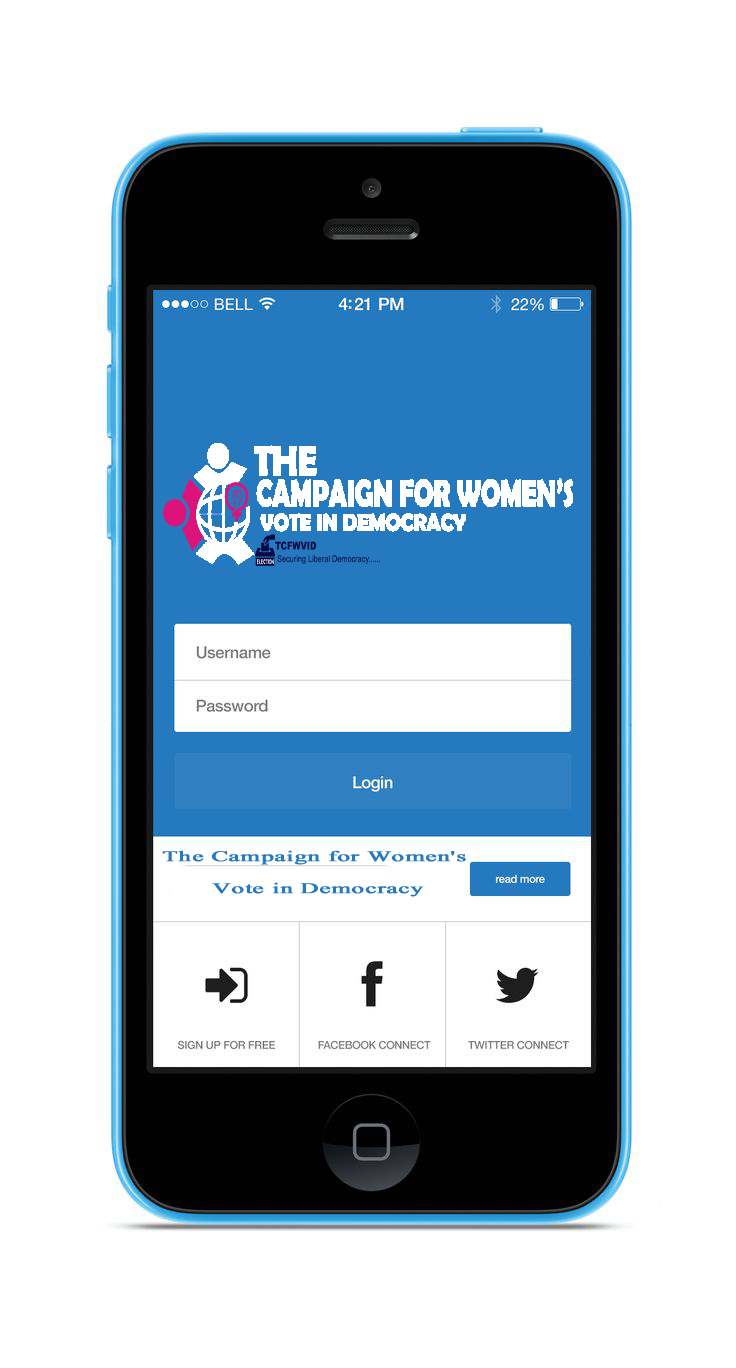 BELL 4:21 PM 22%
THE
CAMPAIGN FOR WOMEN'S
VOTE IN DEMOCRACY
TCFWVID
ELECTION
Securing Liberal Democracy......
Username
Password
Login
The Campaign for Women's
Vote in Democracy
read more
SIGN UP FOR FREE
FACEBOOK CONNECT
TWITTER CONNECT